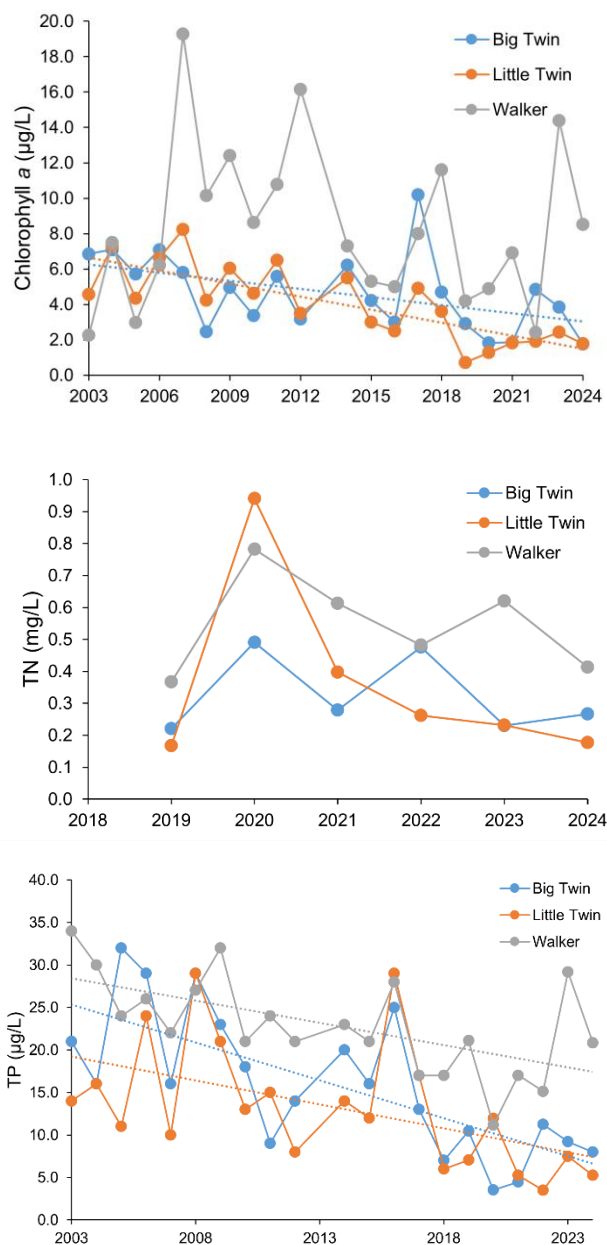 20.0
18.0
16.0
14.0
12.0
10.0
8.0
6.0
4.0
2.0
0.0
Chlorophyll a (µg/L)
Big Twin
Little Twin
Walker
2003 2006 2009 2012 2015 2018 2021 2024
1.0
0.9
0.8
0.7
0.6
0.5
0.4
0.3
0.2
0.1
0.0
TN (mg/L)
Big Twin
Little Twin
Walker
2018 2019 2020 2021 2022 2023 2024
40.0
35.0
30.0
25.0
20.0
15.0
10.0
5.0
0.0
TP (µg/L)
Big Twin
Little Twin
Walker
2003 2008 2013 2018 2023